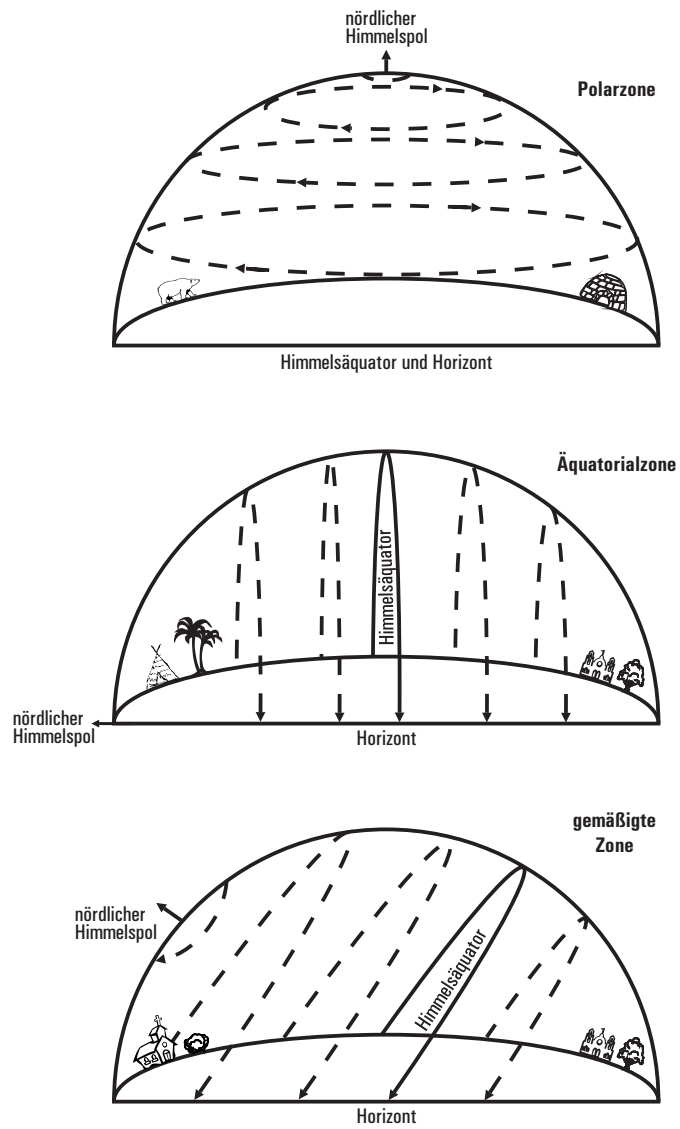 nördlicher
Himmelspol
Polarzone
Himmelsäquator und Horizont
Äquatorialzone
Himmelsäquator
nördlicher
Himmelspol
Horizont
gemäßigte
Zone
nördlicher
Himmelspol
Himmelsäquator
Horizont